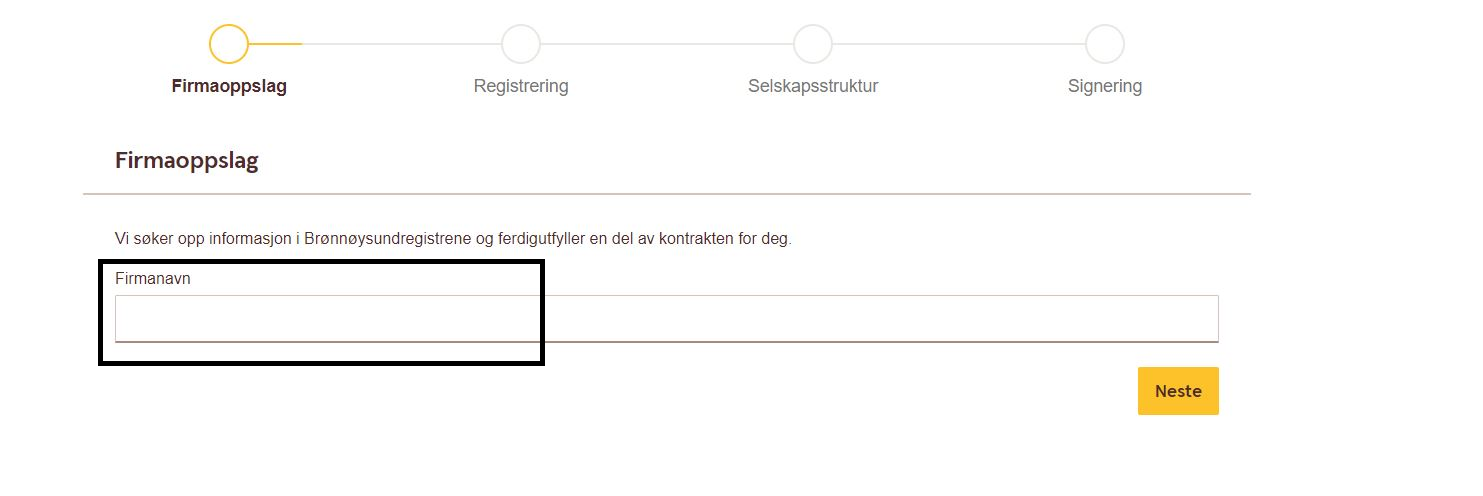 Firmaoppslag
Registrering
Selskapsstruktur
Signering
Firmaoppslag
Vi søker opp informasjon i Brønnøysundregistrene og ferdigutfyller en del av kontrakten for deg.
Firmanavn
Neste